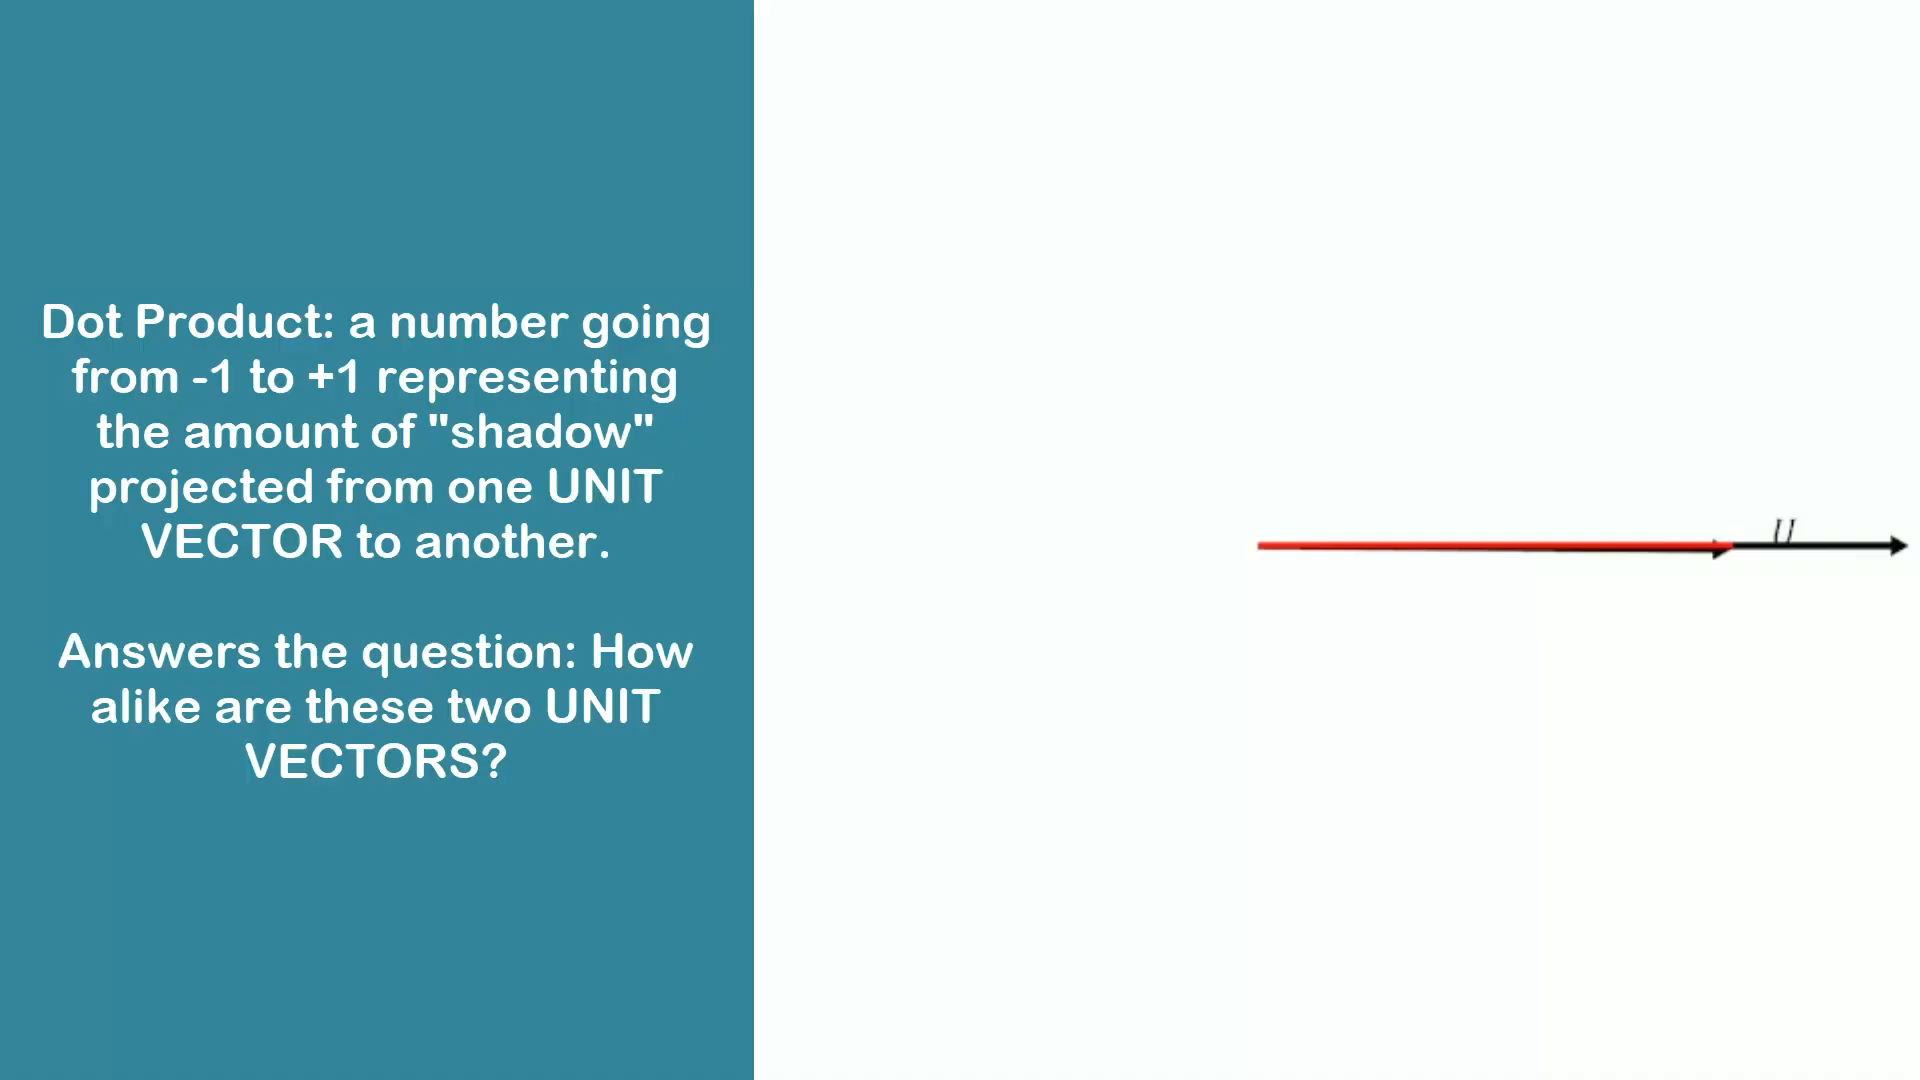 Dot Product: a number going
from -1 to +1 representing
the amount of "shadow"
projected from one UNIT
VECTOR to another.
Answers the question: How
alike are these two UNIT
VECTORS?